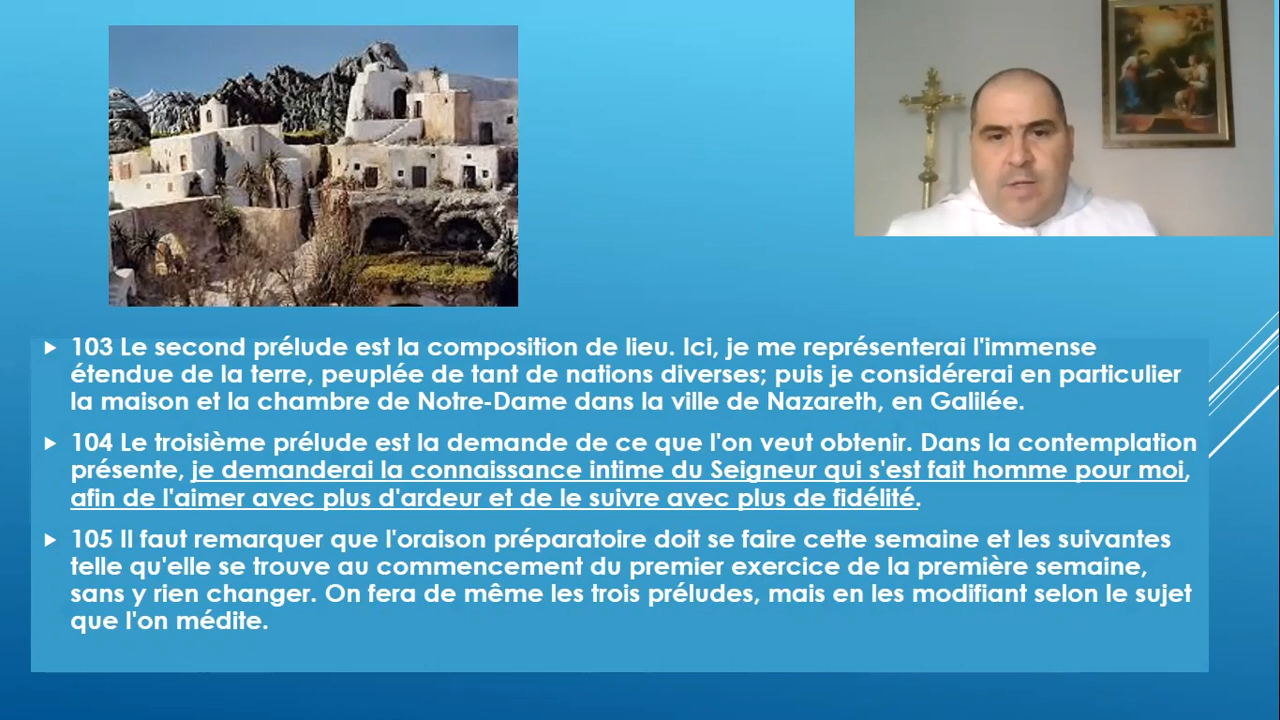 103 Le second prélude est la composition de lieu. Ici, je me représenterai l'immense
étendue de la terre, peuplée de tant de nations diverses; puis je considérerai en particulier
la maison et la chambre de Notre-Dame dans la ville de Nazareth, en Galilée.
104 Le troisième prélude est la demande de ce que l'on veut obtenir. Dans la contemplation
présente, je demanderai la connaissance intime du Seigneur qui s'est fait homme pour moi,
afin de l'aimer avec plus d'ardeur et de le suivre avec plus de fidélité.
105 Il faut remarquer que l'oraison préparatoire doit se faire cette semaine et les suivantes
telle qu'elle se trouve au commencement du premier exercice de la première semaine,
sans y rien changer. On fera de même les trois préludes, mais en les modifiant selon le sujet
que l'on médite.